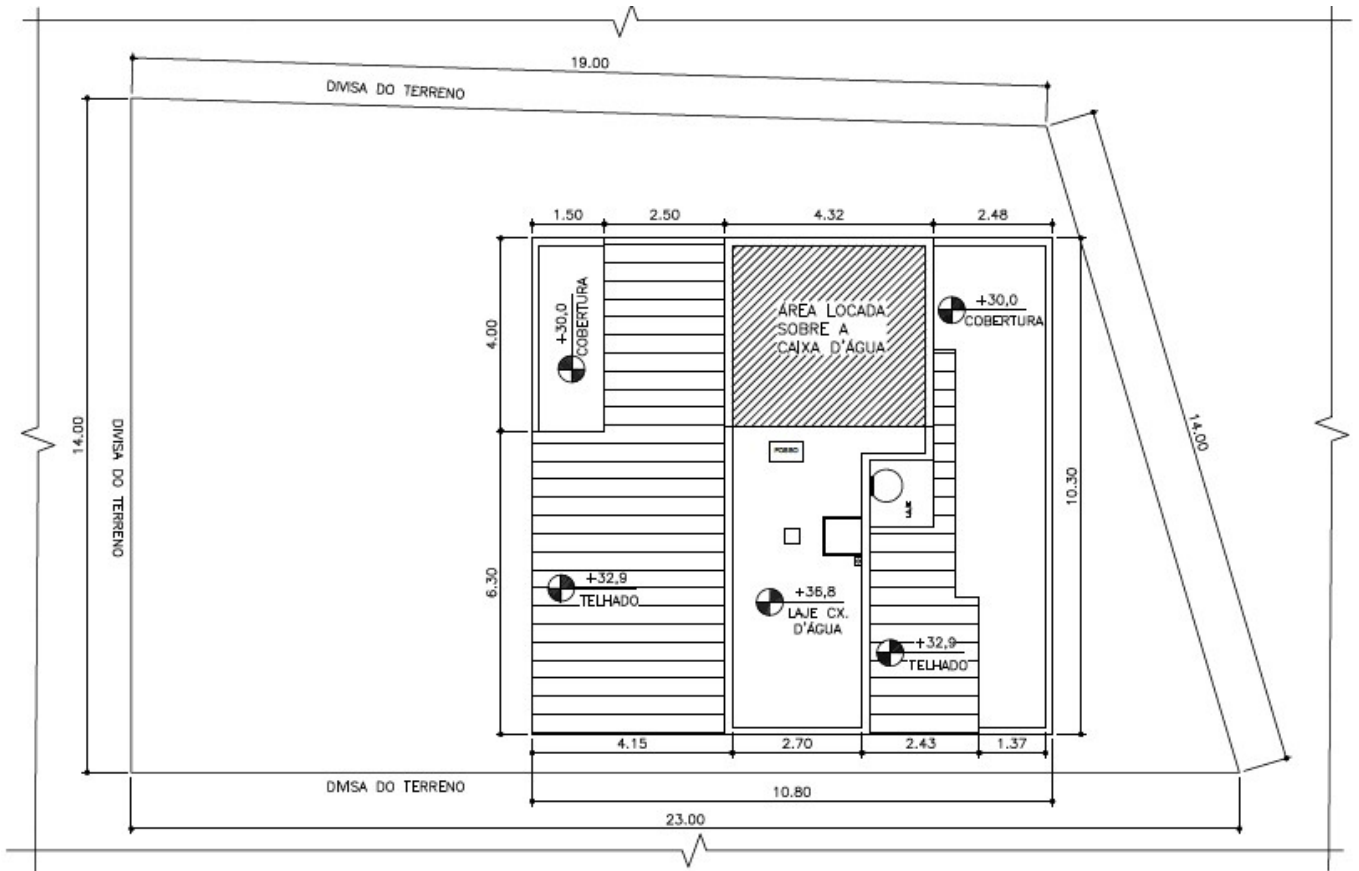 19.00
DIVISA DO TERRENO
1.50
2.50
4.32
2.48
+30,0
COBERTURA
ÁREA LOCADA
SOBRE A
CAIXA D'ÁGUA
+30,0
COBERTURA
4.00
14.00
DIVISA DO TERRENO
14.00
10.30
POSSO
LAJE
6.30
+32,9
TELHADO
+36,8
LAJE CX.
D'ÁGUA
+32,9
TELHADO
4.15
2.70
2.43
1.37
DIVISA DO TERRENO
10.80
23.00